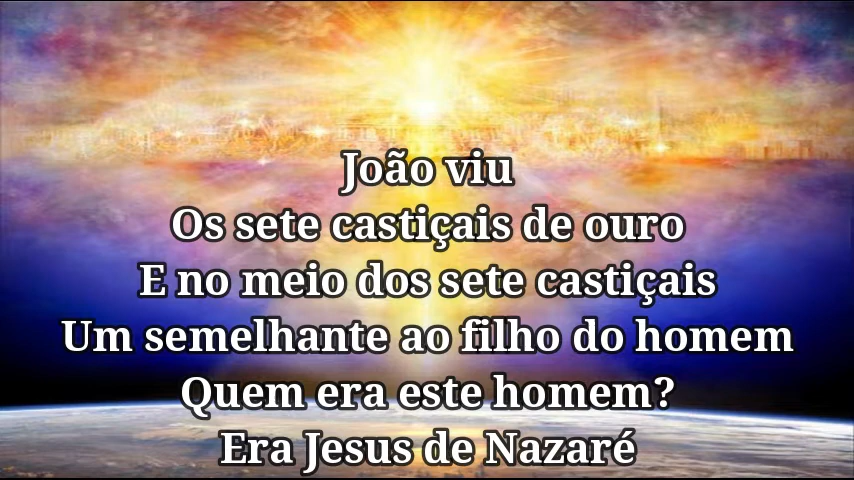 João viu
Os sete castiçais de ouro
E no meio dos sete castiçais
Um semelhante ao filho do homem
Quem era este homem?
Era Jesus de Nazaré